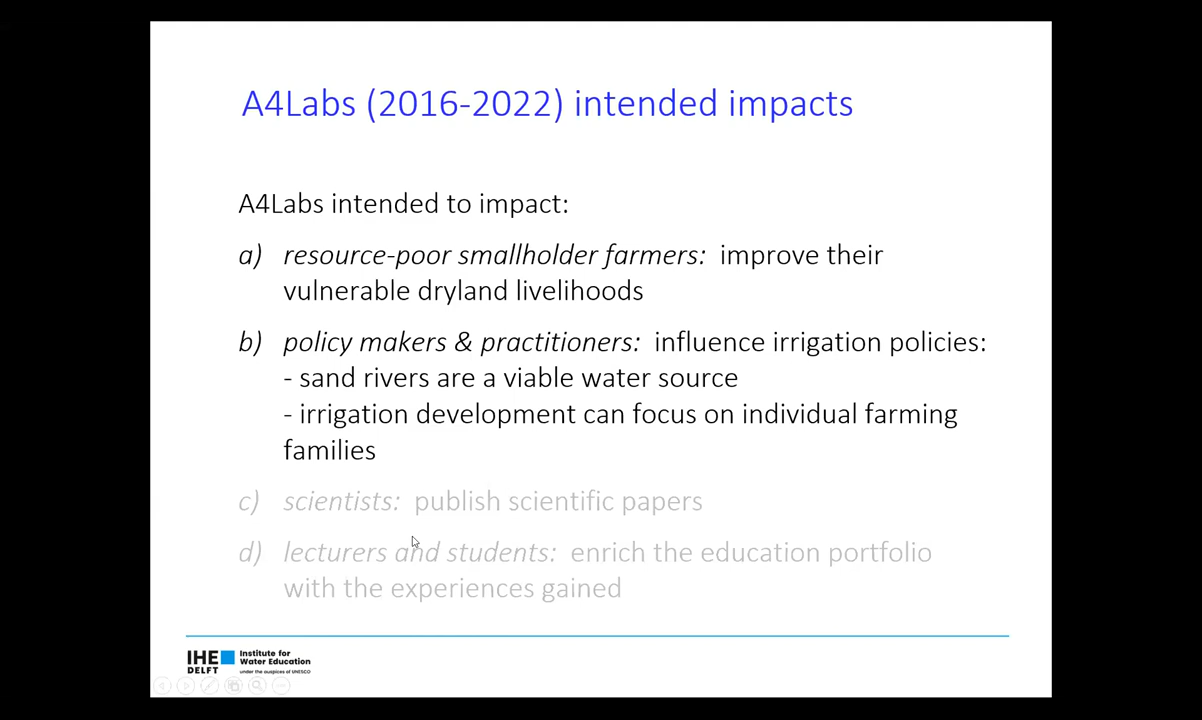 A4Labs (2016-2022) intended impacts
A4Labs intended to impact:
a) resource-poor smallholder farmers: improve their
vulnerable dryland livelihoods
b) policy makers & practitioners: influence irrigation policies:
- sand rivers are a viable water source
- irrigation development can focus on individual farming
families
c) scientists: publish scientific papers
d) lecturers and students: enrich the education portfolio
with the experiences gained
IHE
DELFT
Institute for
Water Education
under the auspices of UNESCO